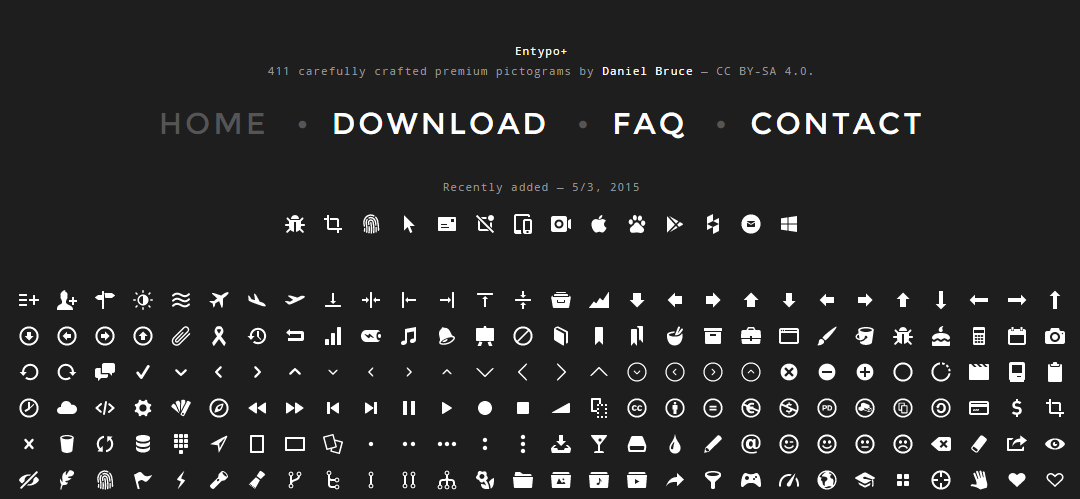 Entypo+
411 carefully crafted premium pictograms by Daniel Bruce — CC BY-SA 4.0.
HOME • DOWNLOAD • FAQ • CONTACT
Recently added — 5/3, 2015